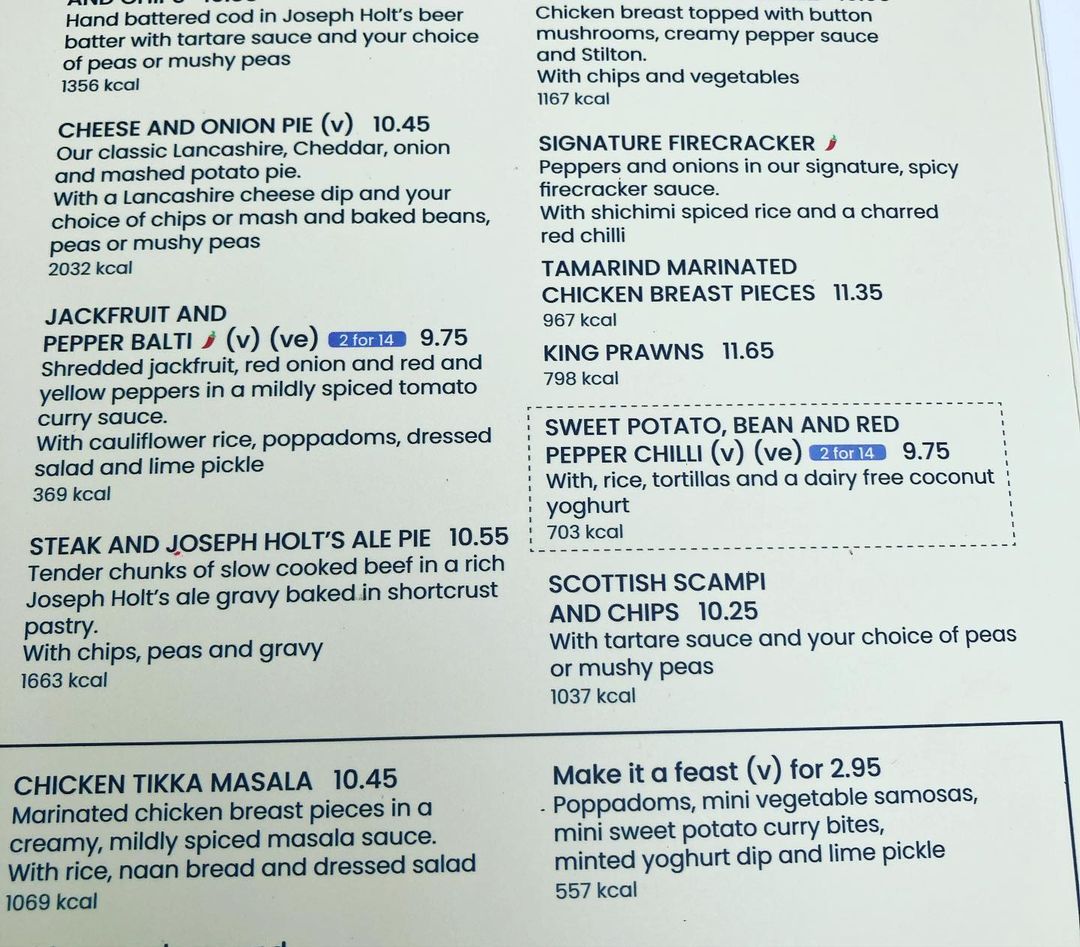 Hand battered cod in Joseph Holt's beer
batter with tartare sauce and your choice
of peas or mushy peas
1356 kcal
CHEESE AND ONION PIE (v) 10.45
Our classic Lancashire, Cheddar, onion
and mashed potato pie.
With a Lancashire cheese dip and your
choice of chips or mash and baked beans,
peas or mushy peas
2032 kcal
JACKFRUIT AND
PEPPER BALTI (v) (ve) 2 for 14 9.75
Shredded jackfruit, red onion and red and
yellow peppers in a mildly spiced tomato
curry sauce.
With cauliflower rice, poppadoms, dressed
salad and lime pickle
369 kcal
STEAK AND JOSEPH HOLT'S ALE PIE 10.55
Tender chunks of slow cooked beef in a rich
Joseph Holt's ale gravy baked in shortcrust
pastry.
With chips, peas and gravy
1663 kcal
Chicken breast topped with button
mushrooms, creamy pepper sauce
and Stilton.
With chips and vegetables
1167 kcal
SIGNATURE FIRECRACKER
Peppers and onions in our signature, spicy
firecracker sauce.
With shichimi spiced rice and a charred
red chilli
TAMARIND MARINATED
CHICKEN BREAST PIECES 11.35
967 kcal
KING PRAWNS 11.65
798 kcal
SWEET POTATO, BEAN AND RED
PEPPER CHILLI (v) (ve) 2 for 14 9.75
With, rice, tortillas and a dairy free coconut
yoghurt
703 kcal
SCOTTISH SCAMPI
AND CHIPS 10.25
With tartare sauce and your choice of peas
or mushy peas
1037 kcal
CHICKEN TIKKA MASALA 10.45
Marinated chicken breast pieces in a
creamy, mildly spiced masala sauce.
With rice, naan bread and dressed salad
1069 kcal
Make it a feast (v) for 2.95
Poppadoms, mini vegetable samosas,
mini sweet potato curry bites,
minted yoghurt dip and lime pickle
557 kcal